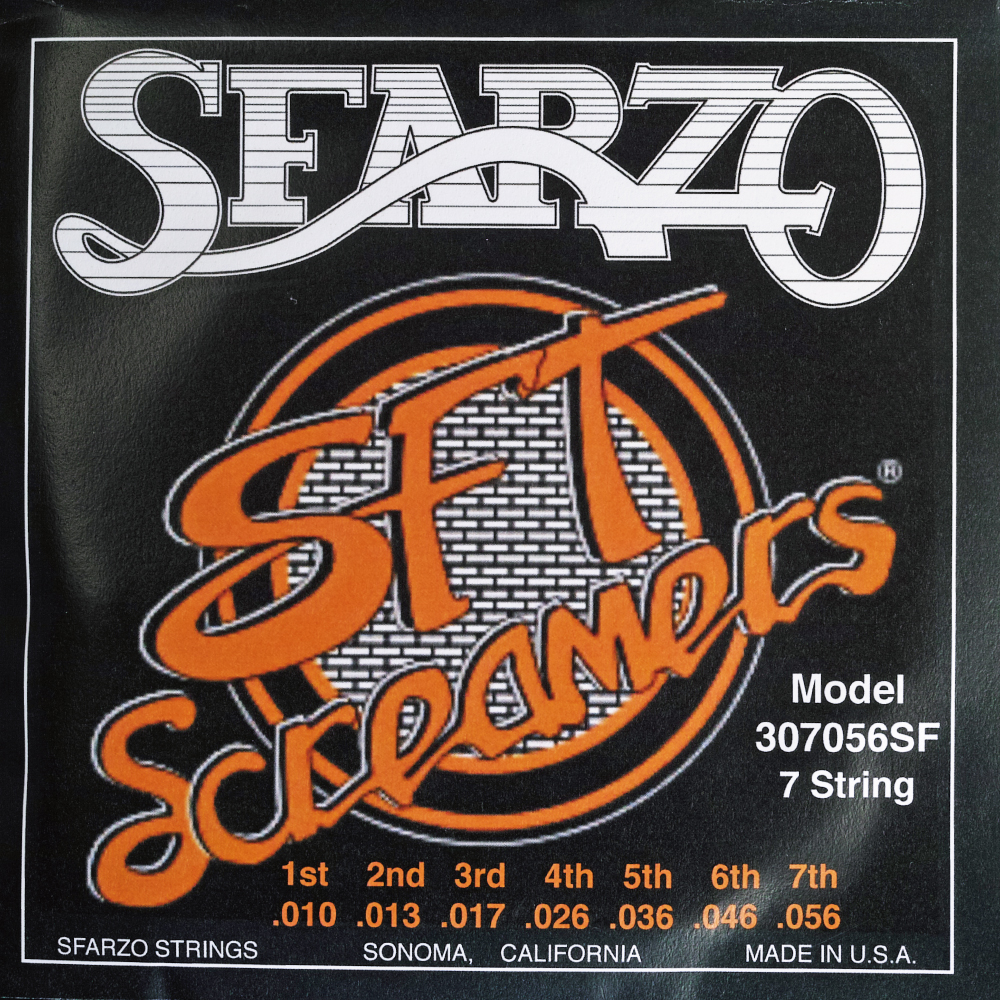 SFARZO
SFT
Screamers®
Model
307056SF
7 String
1st 2nd 3rd 4th 5th 6th 7th
.010 .013 .017 .026 .036 .046 .056
SFARZO STRINGS SONOMA, CALIFORNIA MADE IN U.S.A.